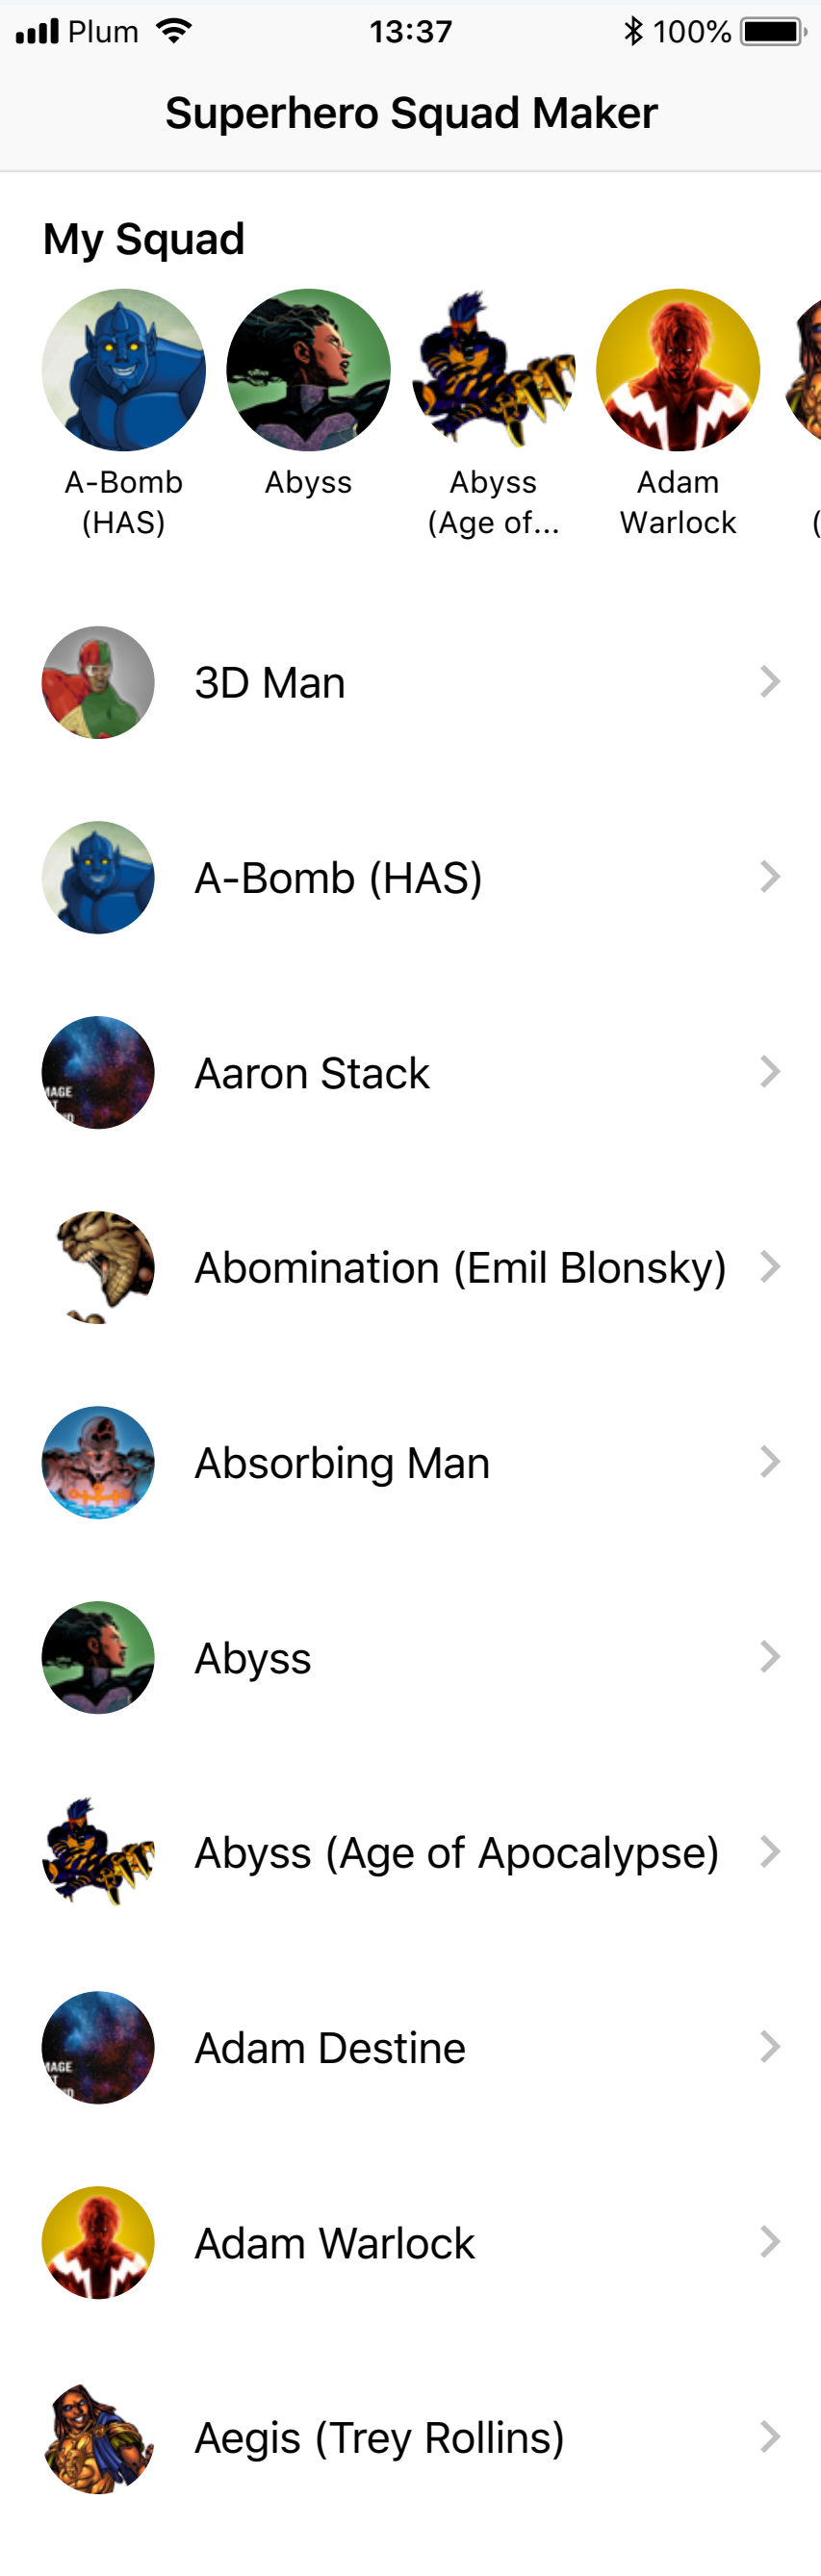 Plum 13:37 100%
Superhero Squad Maker
My Squad
A-Bomb
(HAS)
Abyss
Abyss
(Age of...
Adam
Warlock
(
3D Man
A-Bomb (HAS)
Aaron Stack
Abomination (Emil Blonsky)
Absorbing Man
Abyss
Abyss (Age of Apocalypse)
Adam Destine
Adam Warlock
Aegis (Trey Rollins)